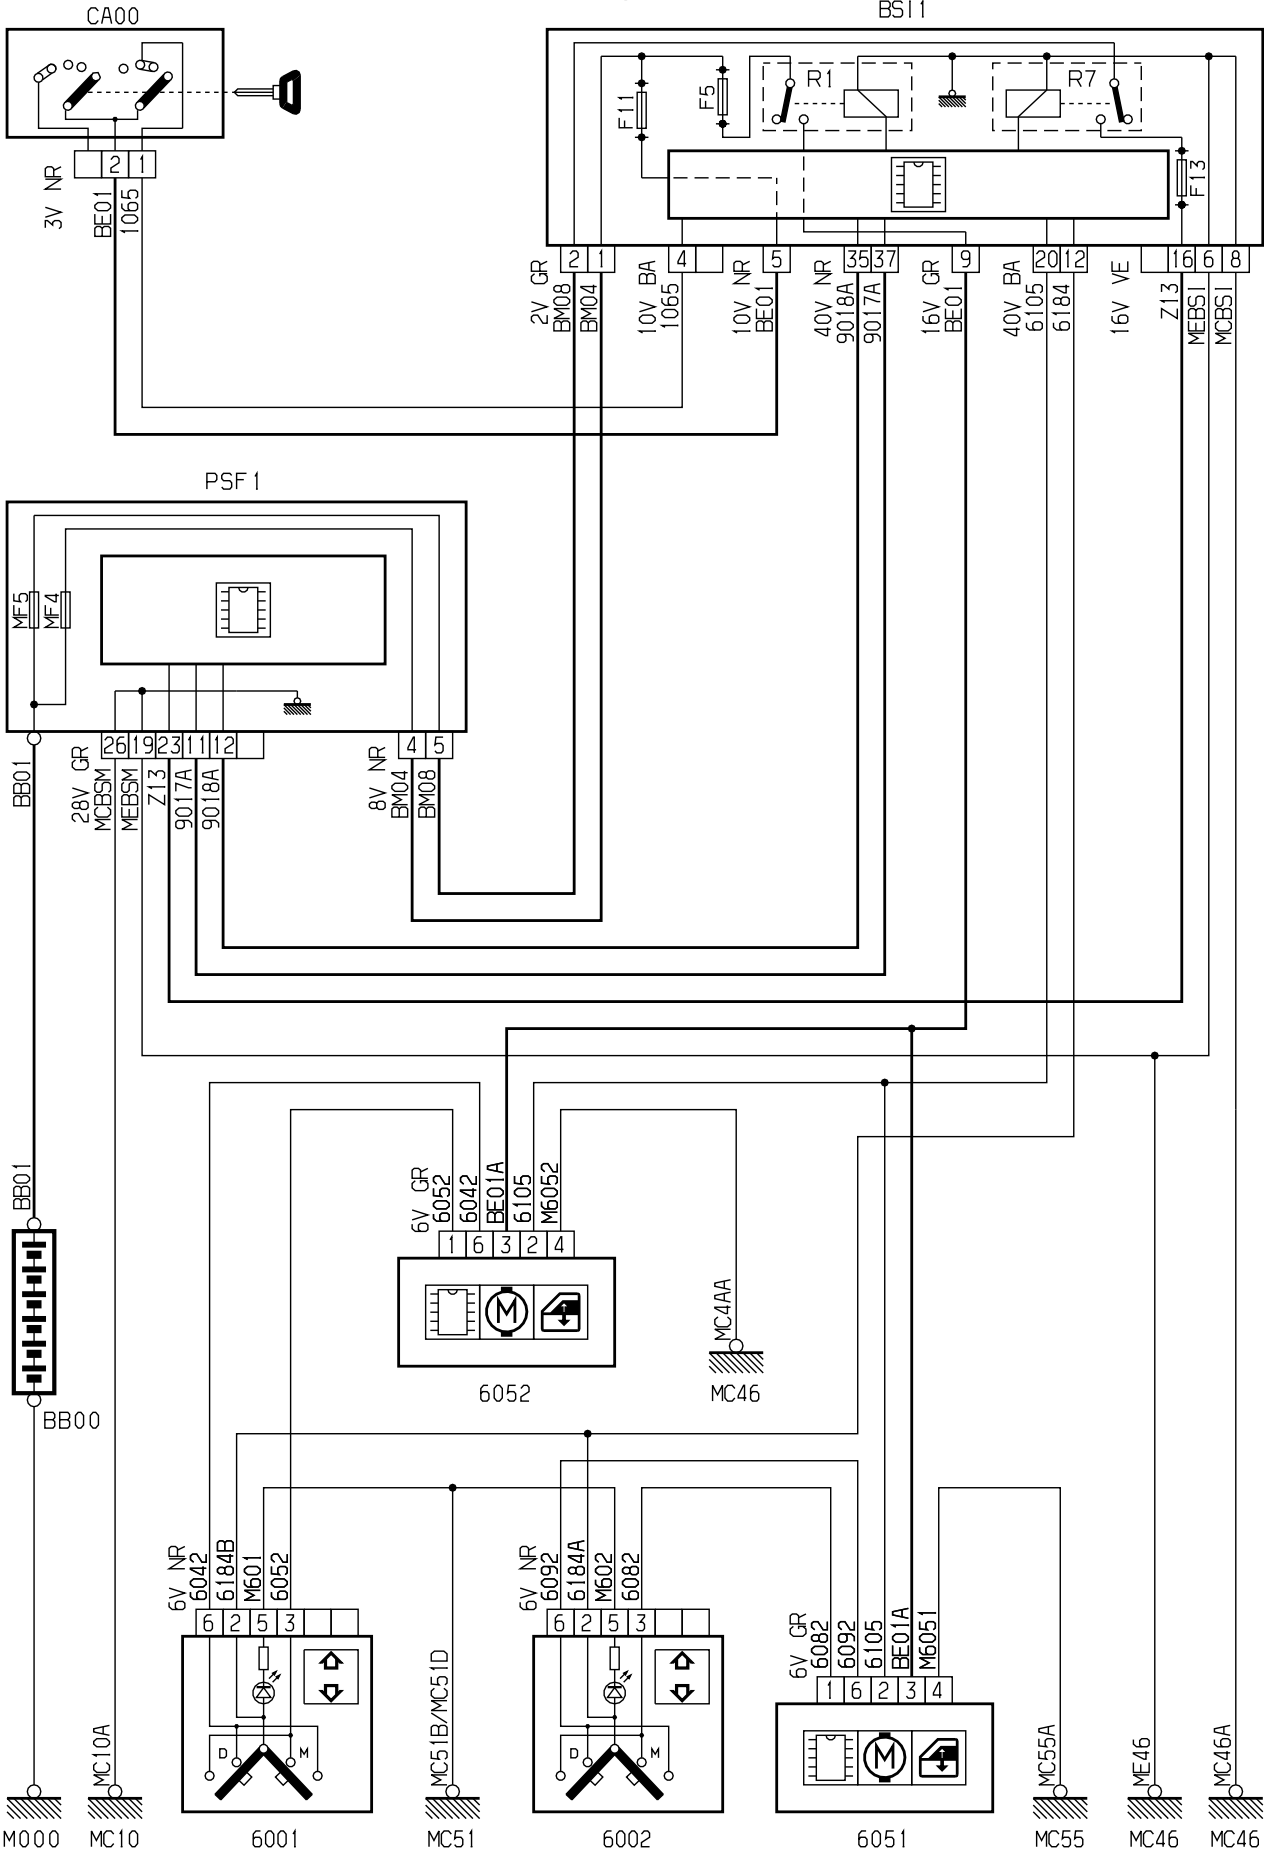 CA00
BSI1
F11
F5
R1
R7
F13
3V NR
2 1
BE01
1065
2 1 4 5 35 37 9 20 12 16 6 8
2V GR
BM08
BM04
10V BA
1065
10V NR
BE01
40V NR
9018A
9017A
16V GR
BE01
40V BA
6105
6184
16V VE
Z13
MEBSI
MCBSI
PSF1
MF5
MF4
26 19 23 11 12 4 5
BB01
28V GR
MCBSM
MEBSM
Z13
9017A
9018A
8V NR
BM04
BM08
BB01
BB00
6V GR
6052
6042
BE01A
6105
M6052
1 6 3 2 4
M
6052
MC4AA
MC46
6V NR
6042
6184B
M601
6052
6 2 5 3
D M
6001
6V NR
6092
6184A
M602
6082
6 2 5 3
D M
6002
6V GR
6082
6092
6105
BE01A
M6051
1 6 2 3 4
M
6051
MC10A
MC51B/MC51D
MC55A
ME46
MC46A
M000
MC10
MC51
MC55
MC46
MC46